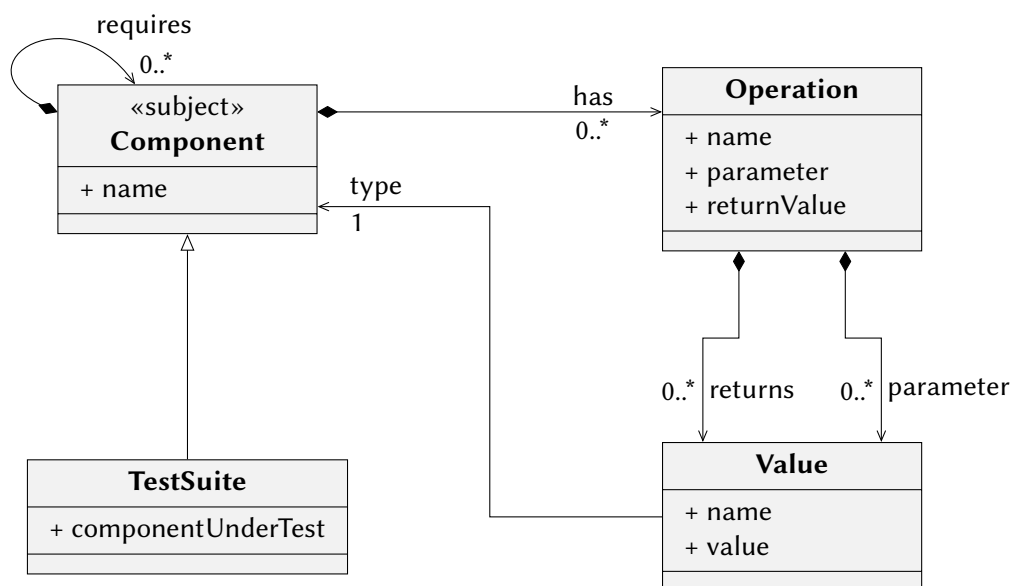 requires
0..*
«subject»
Component
+ name
has
0..*
Operation
+ name
+ parameter
+ returnValue
type
1
0..* returns
0..* parameter
TestSuite
+ componentUnderTest
Value
+ name
+ value